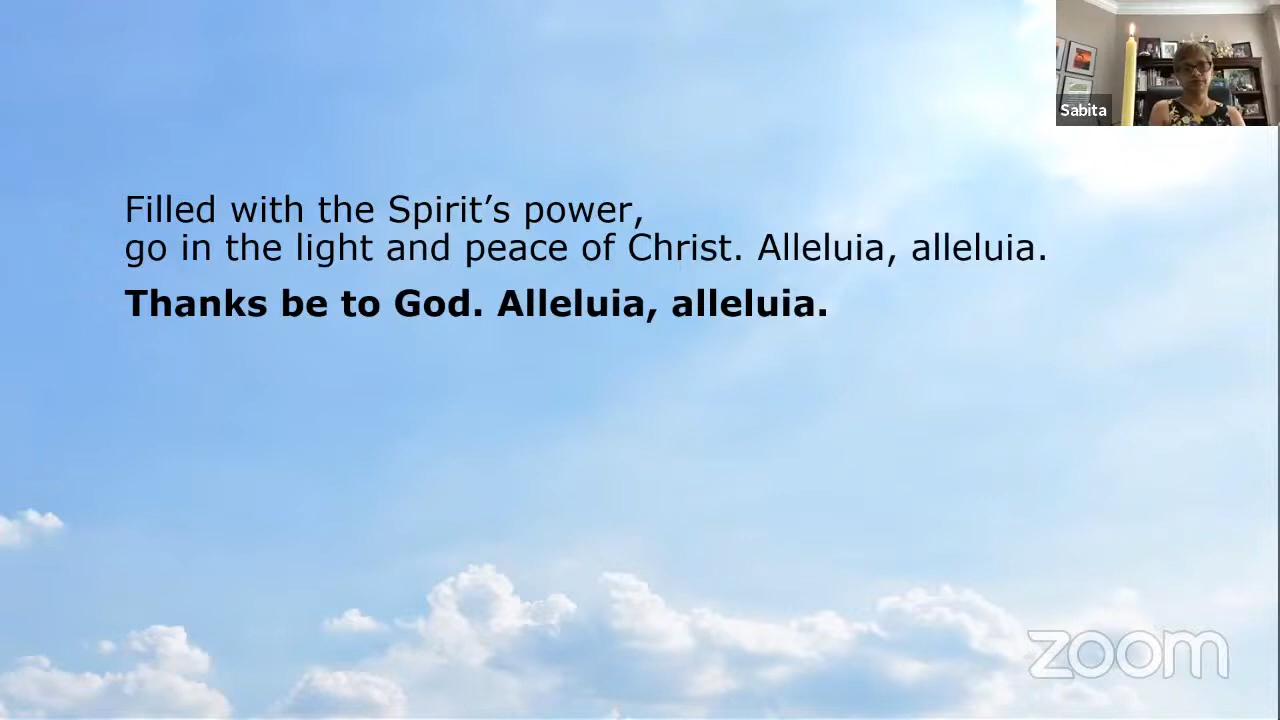 Filled with the Spirit’s power,
go in the light and peace of Christ. Alleluia, alleluia.
Thanks be to God. Alleluia, alleluia.
Sabita
zoom